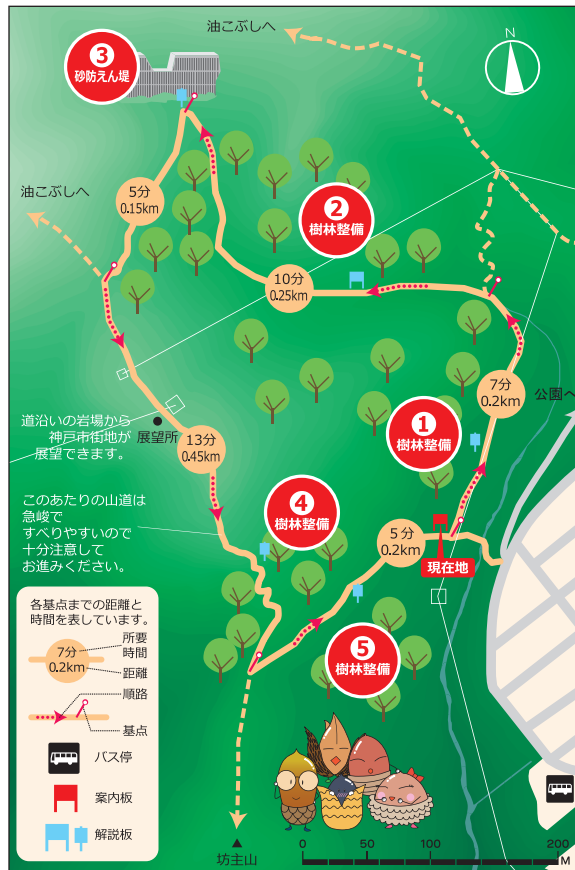 油こぶしへ
N
3
砂防えん堤
5分
0.15km
油こぶしへ
2
樹林整備
10分
0.25km
7分
0.2km
公園へ
道沿いの岩場から
神戸市街地が
展望できます。
展望所
13分
0.45km
1
樹林整備
このあたりの山道は
急峻で
すべりやすいので
十分注意して
お進みください。
4
樹林整備
5分
0.2km
現在地
5
樹林整備
各基点までの距離と
時間を表しています。
7分
0.2km
所要
時間
距離
順路
基点
バス停
案内板
解説板
坊主山
0
50
100
200
M